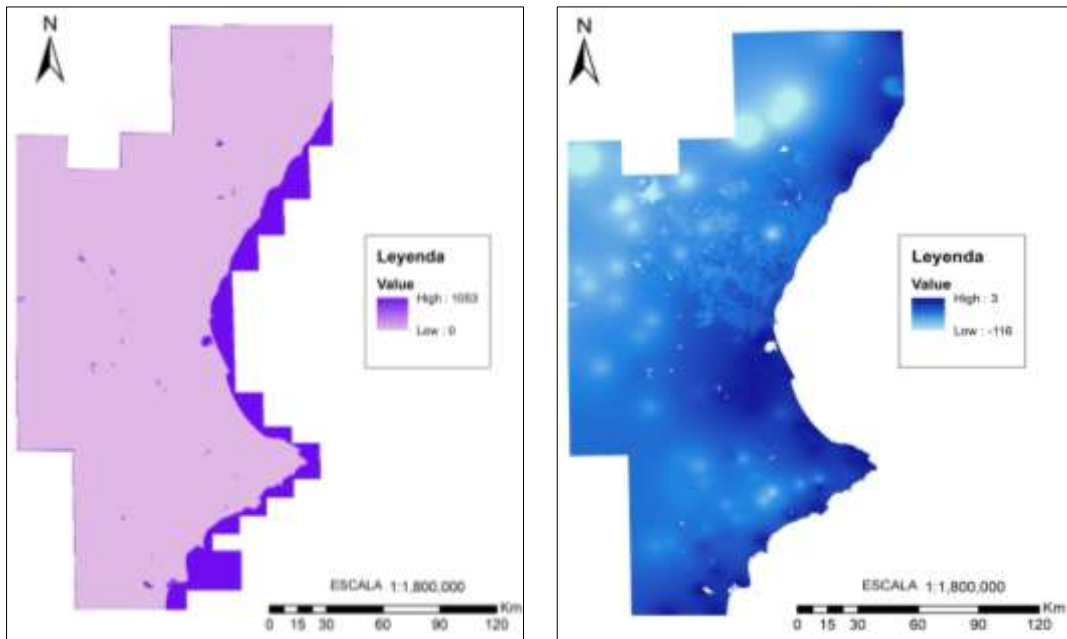 N
Leyenda
Value
High : 1053
Low : 0
ESCALA 1:1,800,000
Km
0 15 30 60 90 120
N
Leyenda
Value
High : 3
Low : -116
ESCALA 1:1,800,000
Km
0 15 30 60 90 120